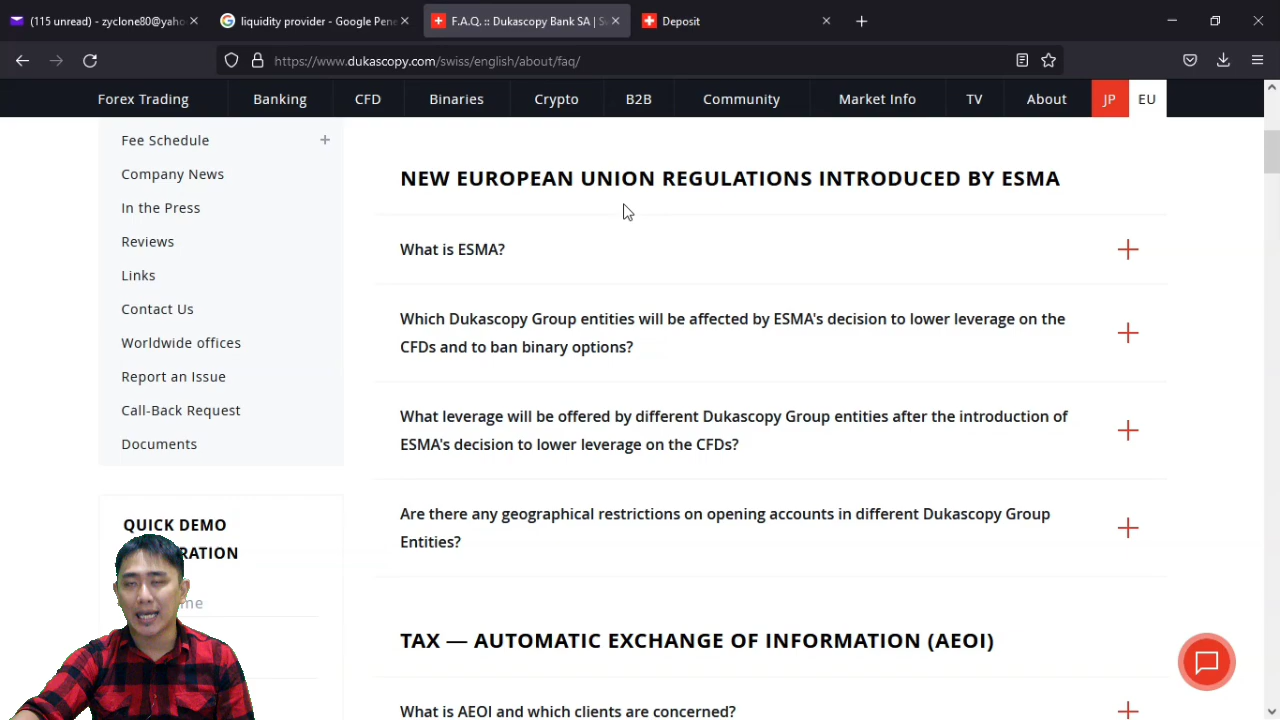 (115 unread) - zyclone80@yaho
liquidity provider - Google Pene
F.A.Q. :: Dukascopy Bank SA | S
Deposit
https://www.dukascopy.com/swiss/english/about/faq/
Forex Trading
Banking
CFD
Binaries
Crypto
B2B
Community
Market Info
TV
About
JP
EU
Fee Schedule
Company News
In the Press
Reviews
Links
Contact Us
Worldwide offices
Report an Issue
Call-Back Request
Documents
QUICK DEMO
RATION
me
NEW EUROPEAN UNION REGULATIONS INTRODUCED BY ESMA
What is ESMA?
Which Dukascopy Group entities will be affected by ESMA's decision to lower leverage on the
CFDs and to ban binary options?
What leverage will be offered by different Dukascopy Group entities after the introduction of
ESMA's decision to lower leverage on the CFDs?
Are there any geographical restrictions on opening accounts in different Dukascopy Group
Entities?
TAX — AUTOMATIC EXCHANGE OF INFORMATION (AEOI)
What is AEOI and which clients are concerned?